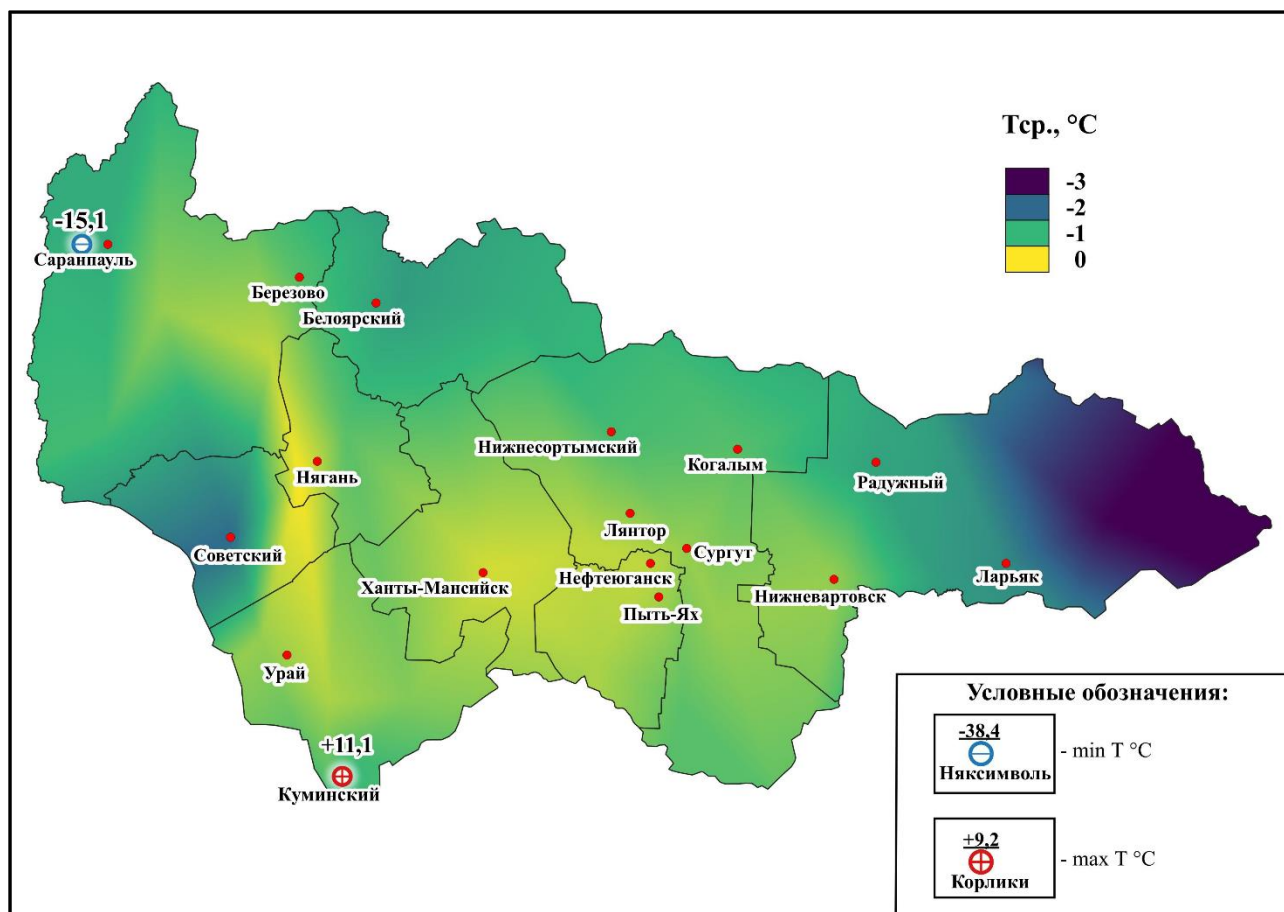 Тср., °C
-3
-2
-1
0
-15,1
Саранпауль
Березово
Белоярский
Нижнесортымский
Когалым
Радужный
Нягань
Советский
Лянтор
Сургут
Ханты-Мансийск
Нефтеюганск
Пыть-Ях
Нижневартовск
Ларьяк
Урай
+11,1
Куминский
Условные обозначения:
-38,4
- min T °C
Няксимволь
+9,2
- max T °C
Корлики